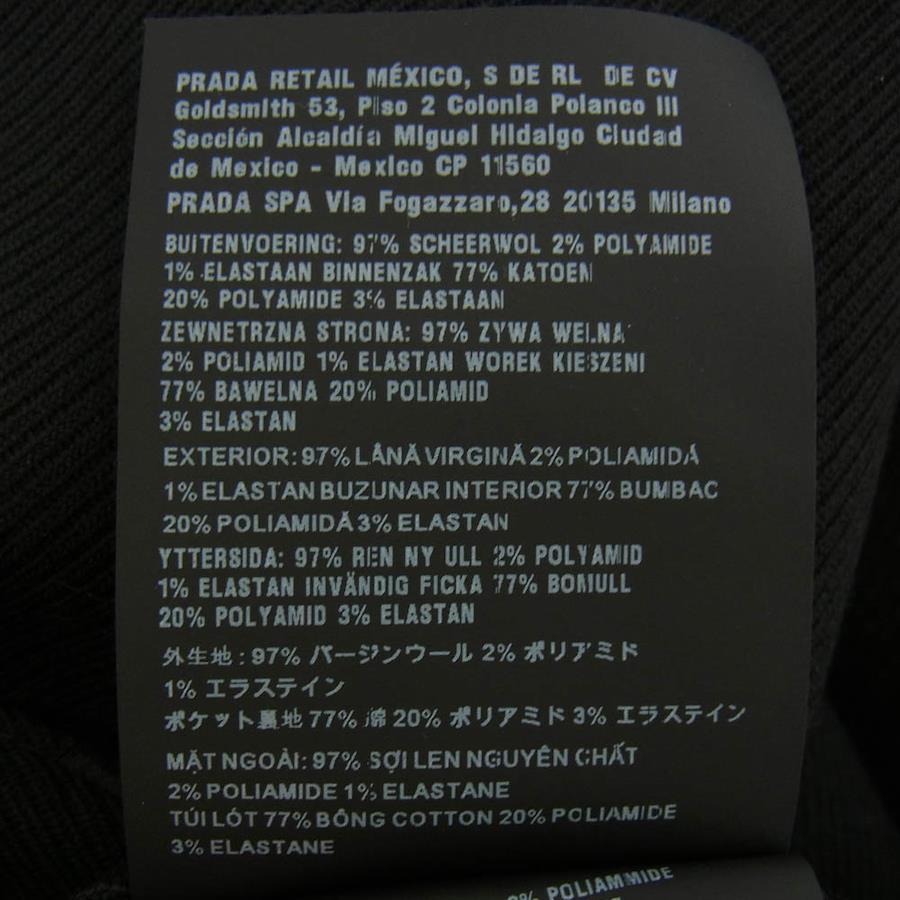 PRADA RETAIL MÉXICO, S DE RL DE CV
Goldsmith 53, Piso 2 Colonia Polanco III
Sección Alcaldía Miguel Hidalgo Ciudad
de Mexico - Mexico CP 11560
PRADA SPA Via Fogazzaro,28 20135 Milano
BUITENVOERING: 97% SCHEERWOL 2% POLYAMIDE
1% ELASTAAN BINNENZAK 77% KATOEN
20% POLYAMIDE 3% ELASTAAN
ZEWNETRZNA STRONA: 97% ZYWA WELNA
2% POLIAMID 1% ELASTAN WOREK KIESZENI
77% BAWELNA 20% POLIAMID
3% ELASTAN
EXTERIOR: 97% LÂNĂ VIRGINĂ 2% POLIAMIDĂ
1% ELASTAN BUZUNAR INTERIOR 77% BUMBAC
20% POLIAMIDĂ 3% ELASTAN
YTTERSIDA: 97% REN NY ULL 2% POLYAMID
1% ELASTAN INVÄNDIG FICKA 77% BOMULL
20% POLYAMID 3% ELASTAN
外生地 : 97% バージンウール 2% ポリアミド
1% エラステイン
ポケット裏地 77% 綿 20% ポリアミド 3% エラステイン
MẶT NGOÀI: 97% SỢI LEN NGUYÊN CHẤT
2% POLIAMIDE 1% ELASTANE
TÚI LÓT 77% BÔNG COTTON 20% POLIAMIDE
3% ELASTANE
% POLIAMMIDE